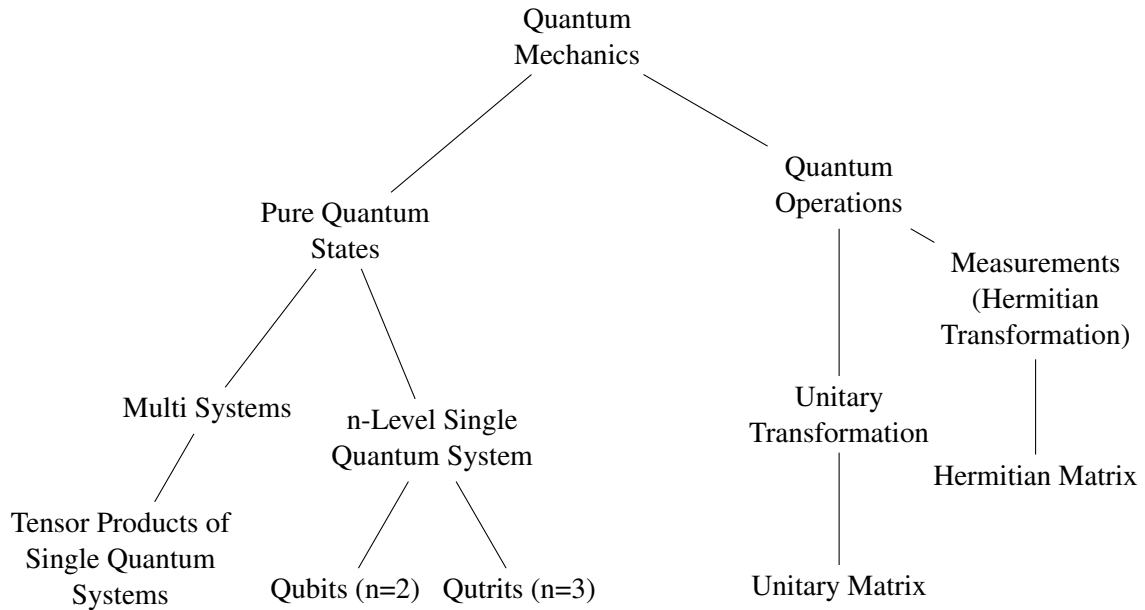 Quantum
Mechanics
Quantum
Operations
Pure Quantum
States
Measurements
(Hermitian
Transformation)
Multi Systems
n-Level Single
Quantum System
Unitary
Transformation
Hermitian Matrix
Tensor Products of
Single Quantum
Systems
Qubits (n=2)
Qutrits (n=3)
Unitary Matrix